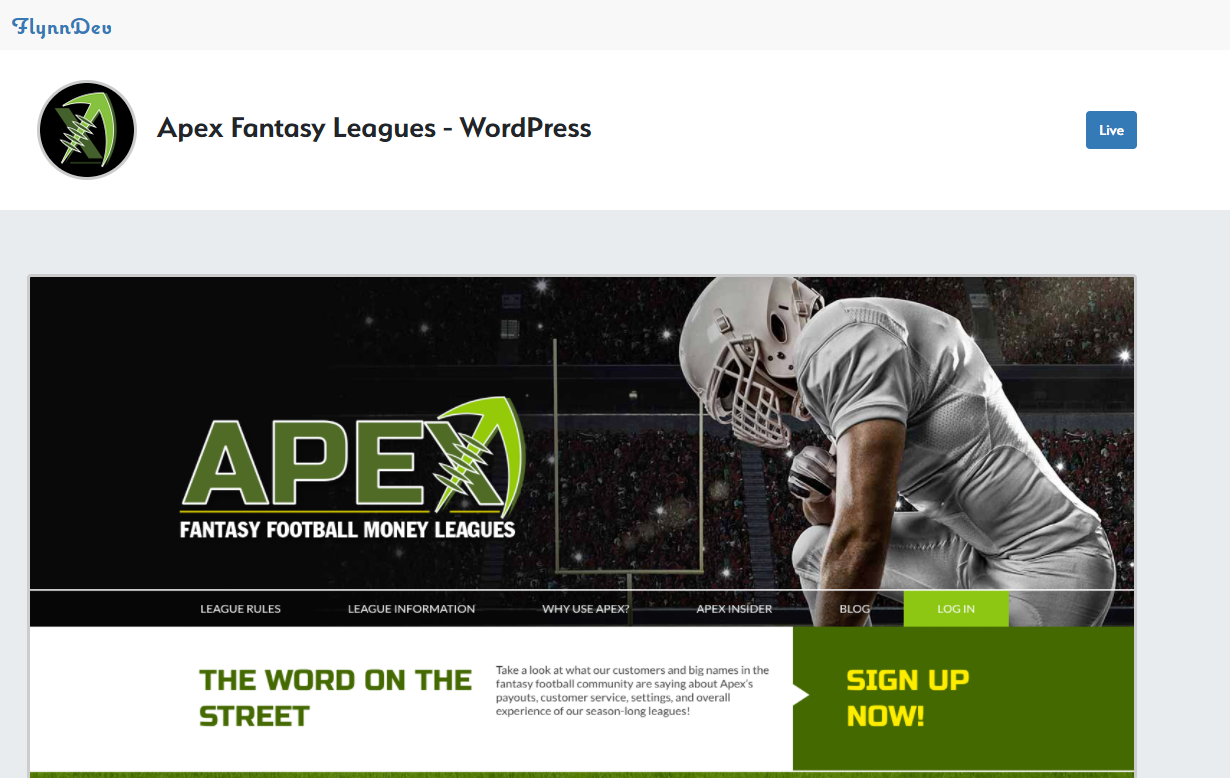 FlynnDev
Apex Fantasy Leagues - WordPress
Live
APEX
FANTASY FOOTBALL MONEY LEAGUES
LEAGUE RULES LEAGUE INFORMATION WHY USE APEX? APEX INSIDER BLOG LOG IN
THE WORD ON THE
STREET
Take a look at what our customers and big names in the
fantasy football community are saying about Apex's
payouts, customer service, settings, and overall
experience of our season-long leagues!
SIGN UP
NOW!